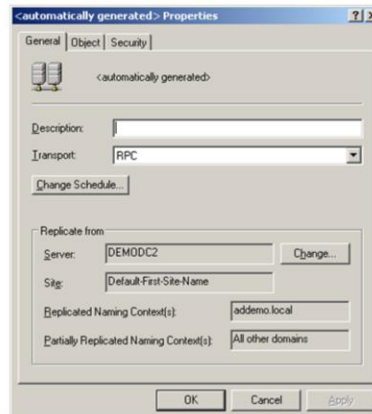 <automatically generated> Properties
General Object Security
<automatically generated>
Description:
Transport: RPC
Change Schedule...
Replicate from
Server: DEMODC2 Change...
Site: Default-First-Site-Name
Replicated Naming Context(s): addemo.local
Partially Replicated Naming Context(s): All other domains
OK Cancel Apply